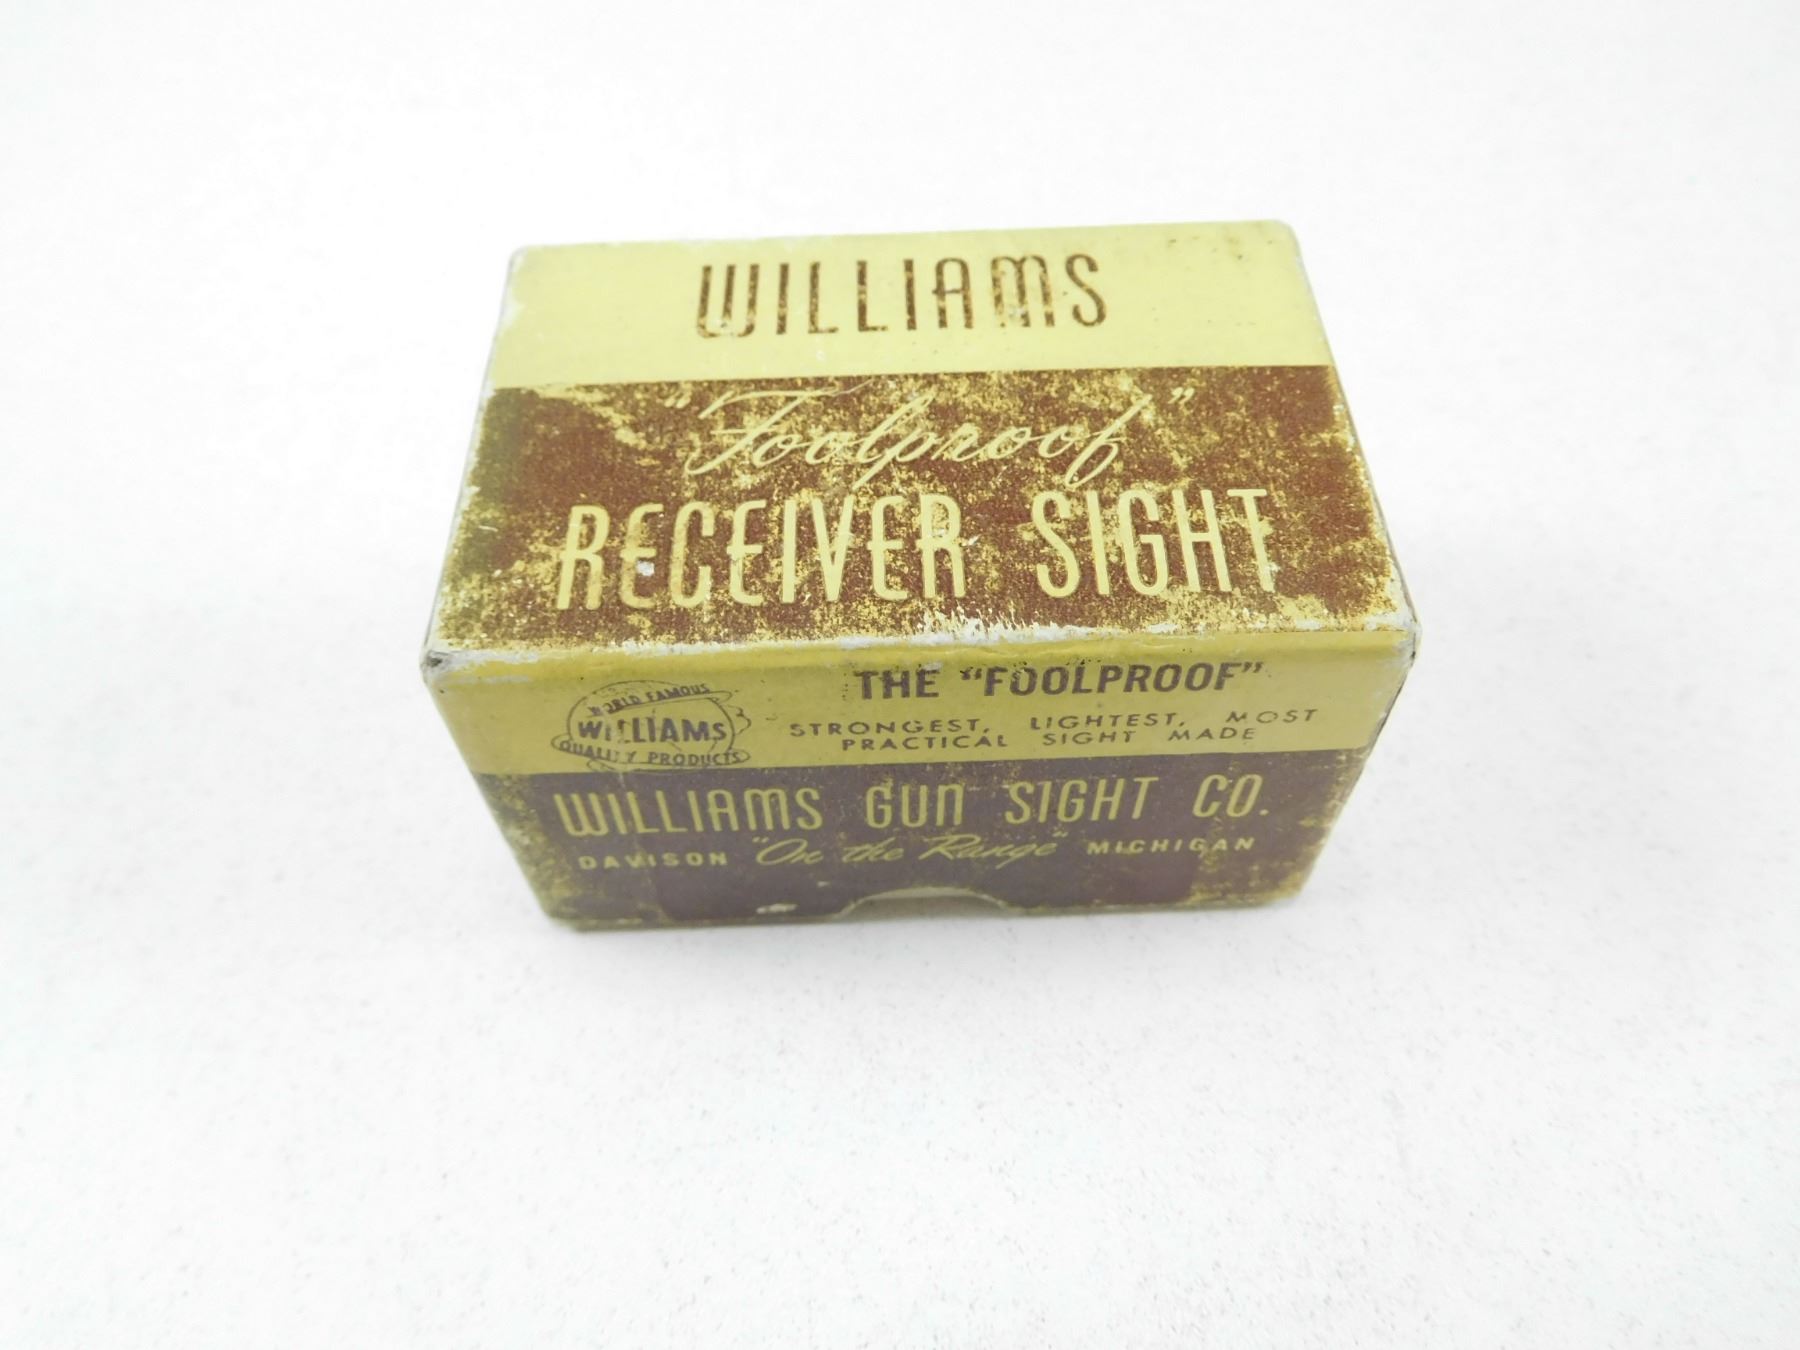 WILLIAMS
"Foolproof"
RECEIVER SIGHT
WORLD FAMOUS
WILLIAMS
QUALITY PRODUCTS
THE "FOOLPROOF"
STRONGEST, LIGHTEST, MOST
PRACTICAL SIGHT MADE
WILLIAMS GUN SIGHT CO.
DAVISON "On the Range" MICHIGAN